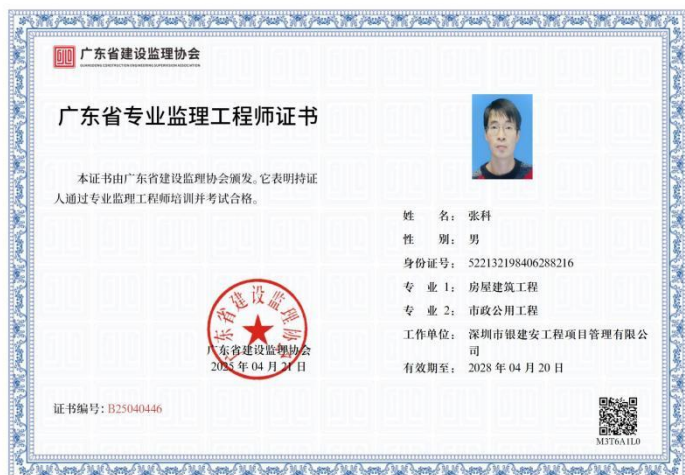 广东省建设监理协会
GUANGDONG CONSTRUCTION ENGINEERING SUPERVISION ASSOCIATION
广东省专业监理工程师证书
本证书由广东省建设监理协会颁发。它表明持证
人通过专业监理工程师培训并考试合格。
姓 名: 张科
性 别: 男
身份证号: 522132198406288216
专 业 1: 房屋建筑工程
专 业 2: 市政公用工程
工作单位: 深圳市银建安工程项目管理有限公
司
有效期至: 2028 年 04 月 20 日
广东省建设监理协会
广东省建设监理协会
2025 年 04 月 21 日
证书编号: B25040446
M3T6A1L0